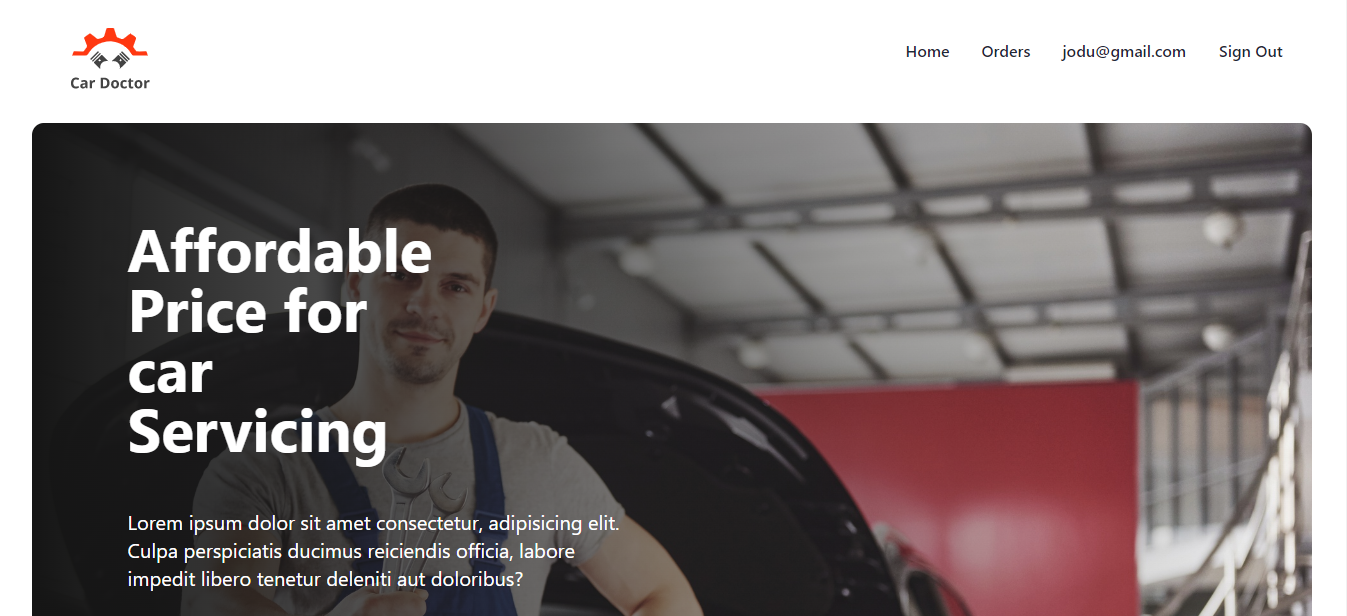 Car Doctor
Home Orders jodu@gmail.com Sign Out
Affordable
Price for
car
Servicing
Lorem ipsum dolor sit amet consectetur, adipisicing elit.
Culpa perspiciatis ducimus reiciendis officia, labore
impedit libero tenetur deleniti aut doloribus?